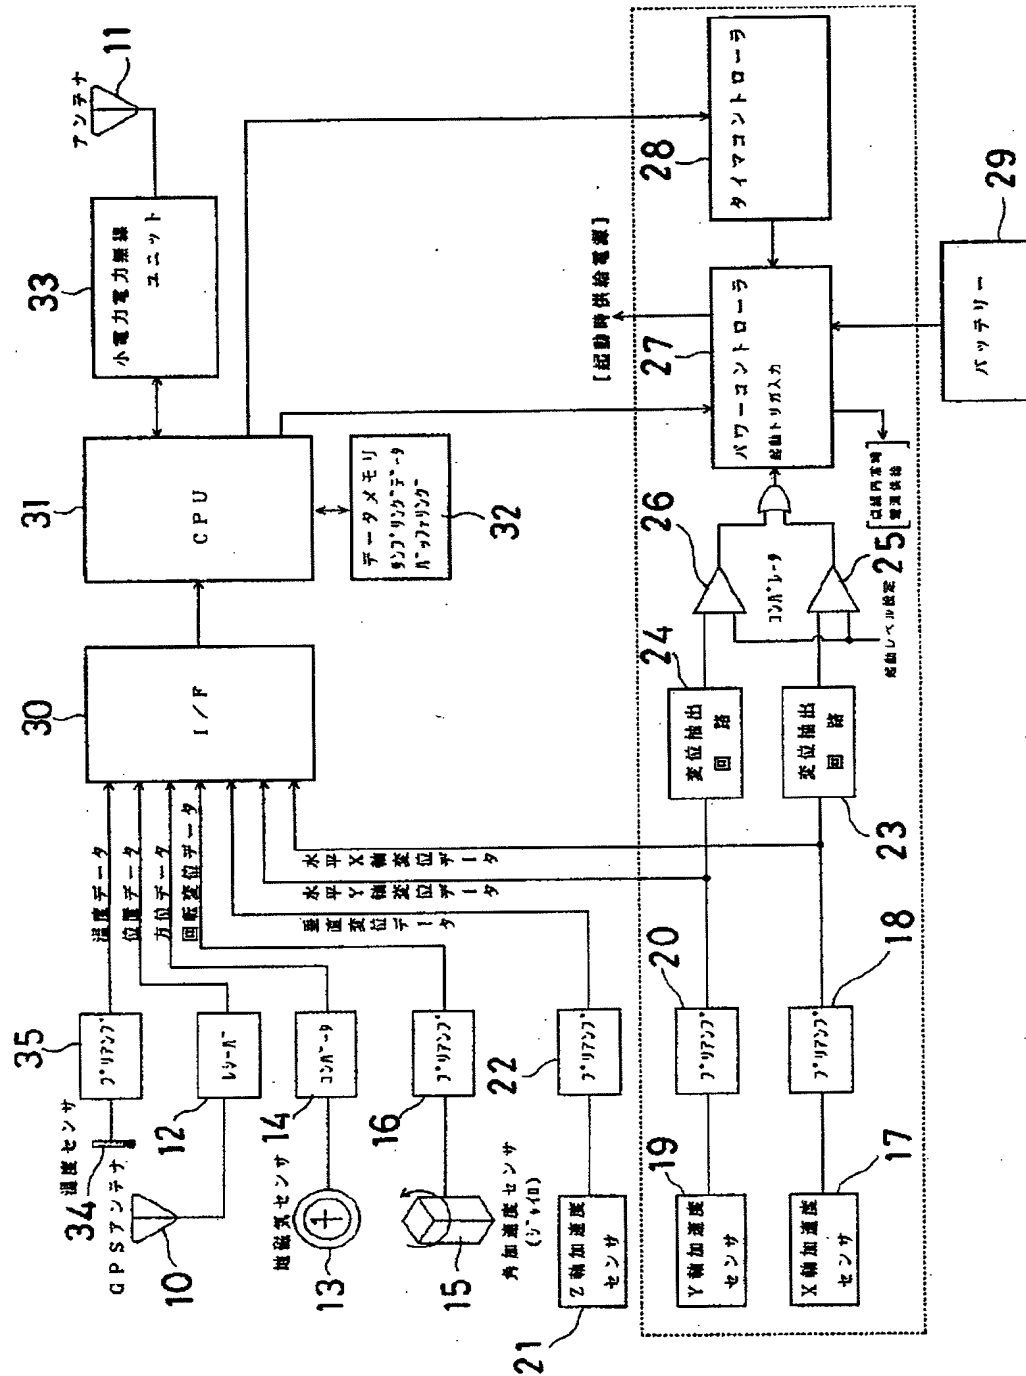 34
温度センサ
35
プリアンプ
温度データ
GPSアンテナ
10
12
レシーバー
位置データ
地磁気センサ
13
14
コンバータ
方位データ
15
角加速度センサ
(ジャイロ)
16
プリアンプ
回転変位データ
21
Z軸加速度
センサ
22
プリアンプ
垂直変位データ
19
Y軸加速度
センサ
20
プリアンプ
水平Y軸変位データ
17
X軸加速度
センサ
18
プリアンプ
水平X軸変位データ
30
I/F
31
CPU
32
データメモリ
サンプリングデータ
バッファリング
33
小電力電力無線
ユニット
アンテナ
11
24
変位抽出
回路
23
変位抽出
回路
26
コンパレータ
25
起動レベル設定
27
パワーコントローラ
起動トリガ入力
[起動時供給電源]
点線内常時
電源供給
28
タイマコントローラ
29
バッテリー